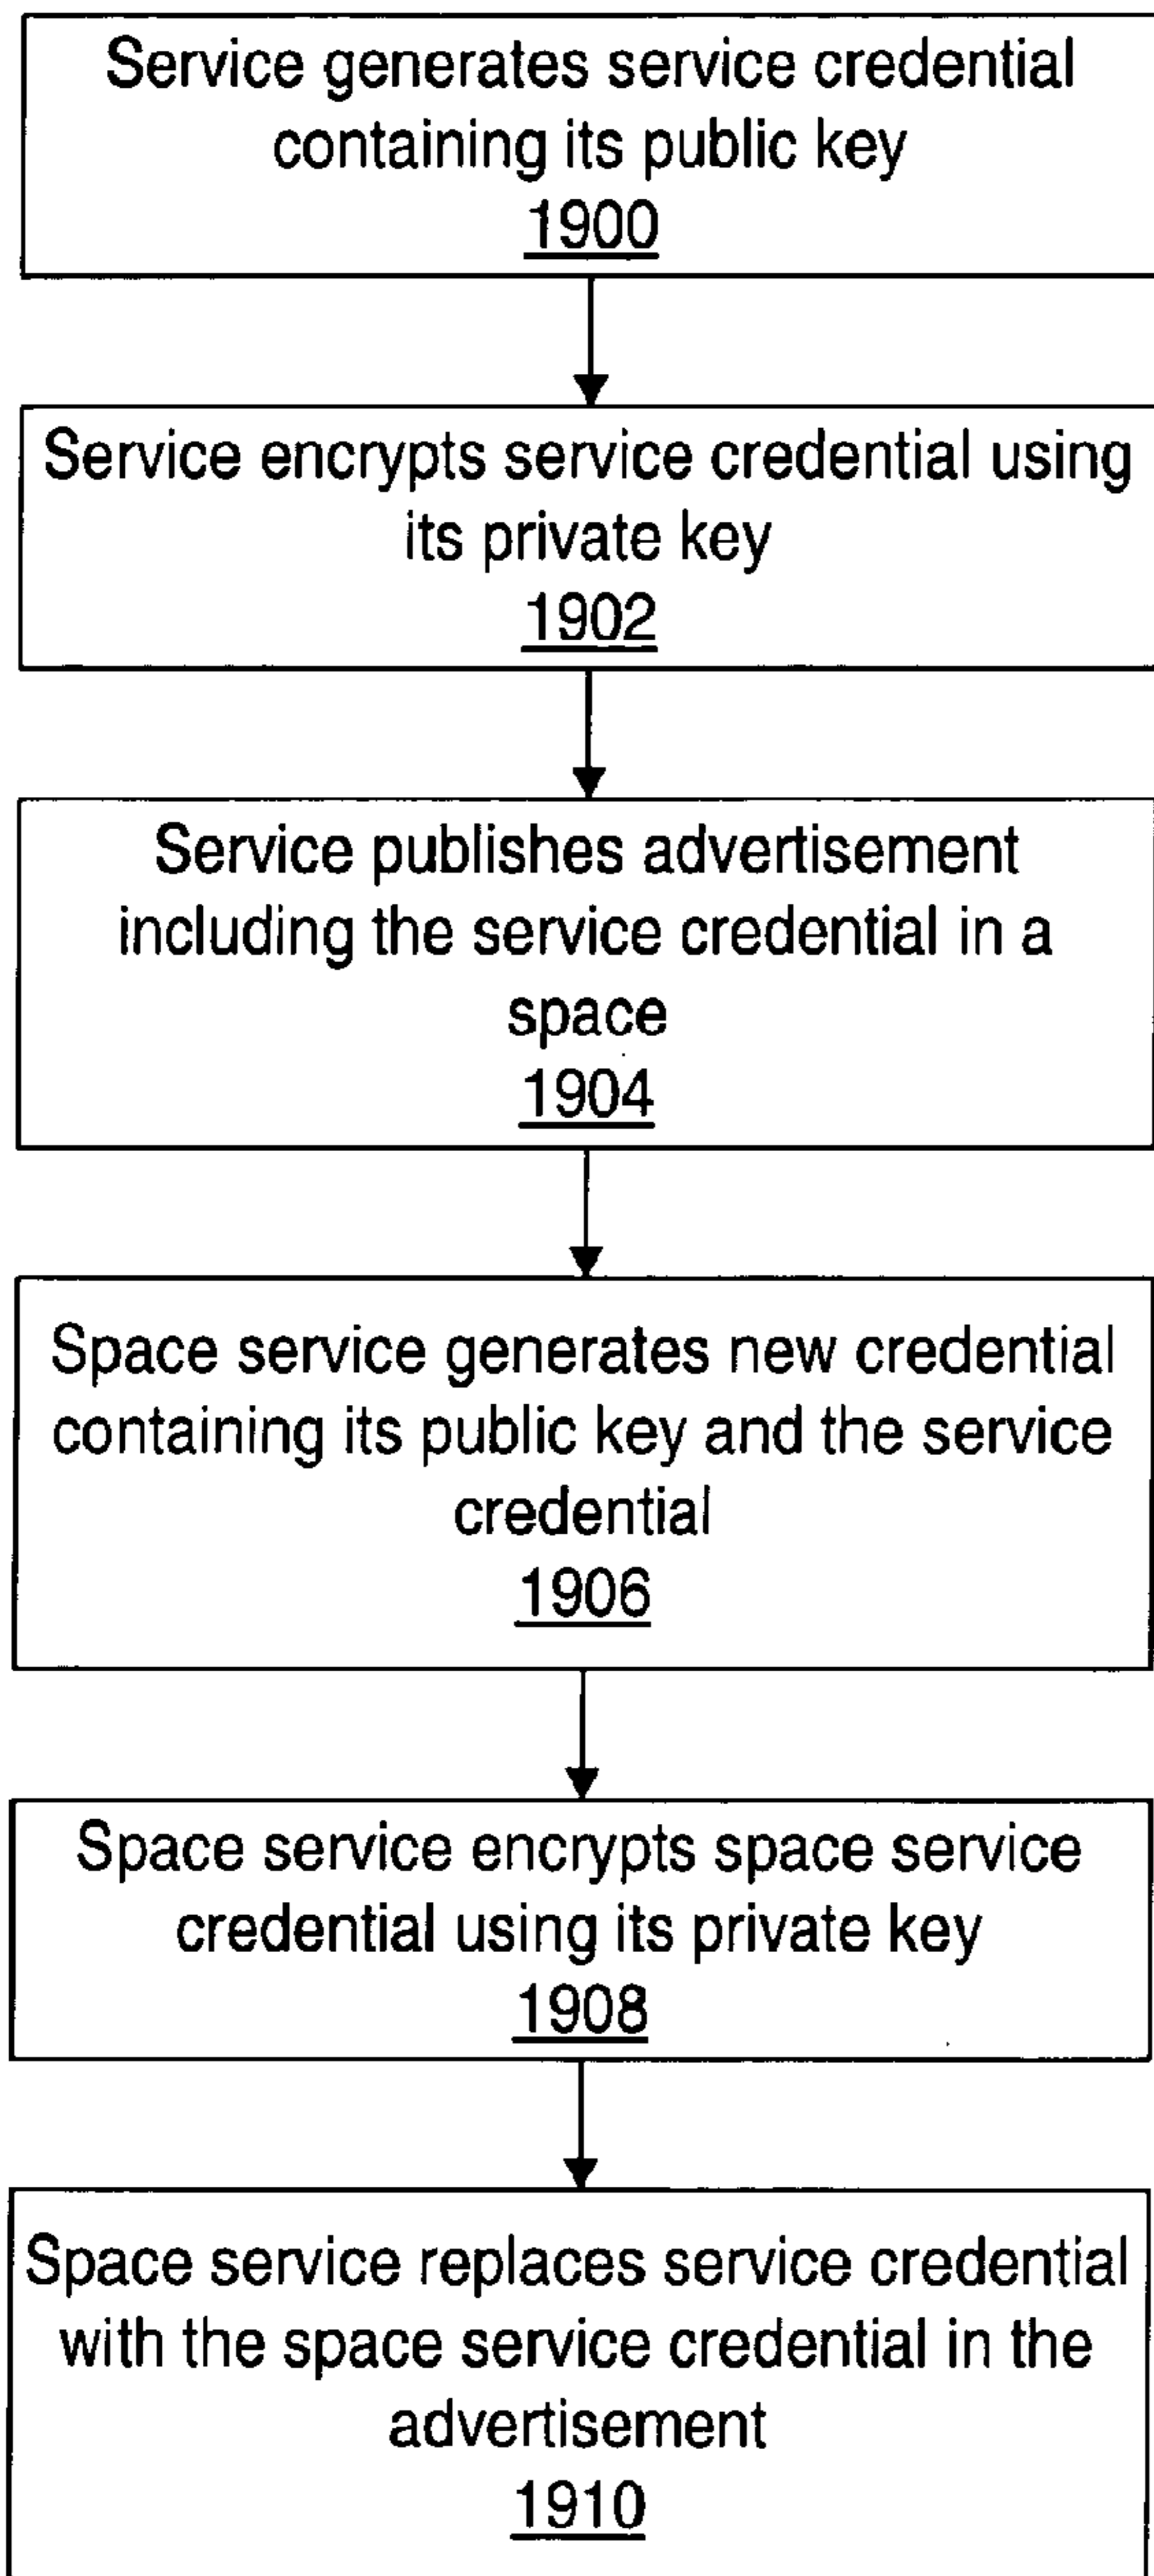 Service generates service credential
containing its public key
1900
Service encrypts service credential using
its private key
1902
Service publishes advertisement
including the service credential in a
space
1904
Space service generates new credential
containing its public key and the service
credential
1906
Space service encrypts space service
credential using its private key
1908
Space service replaces service credential
with the space service credential in the
advertisement
1910